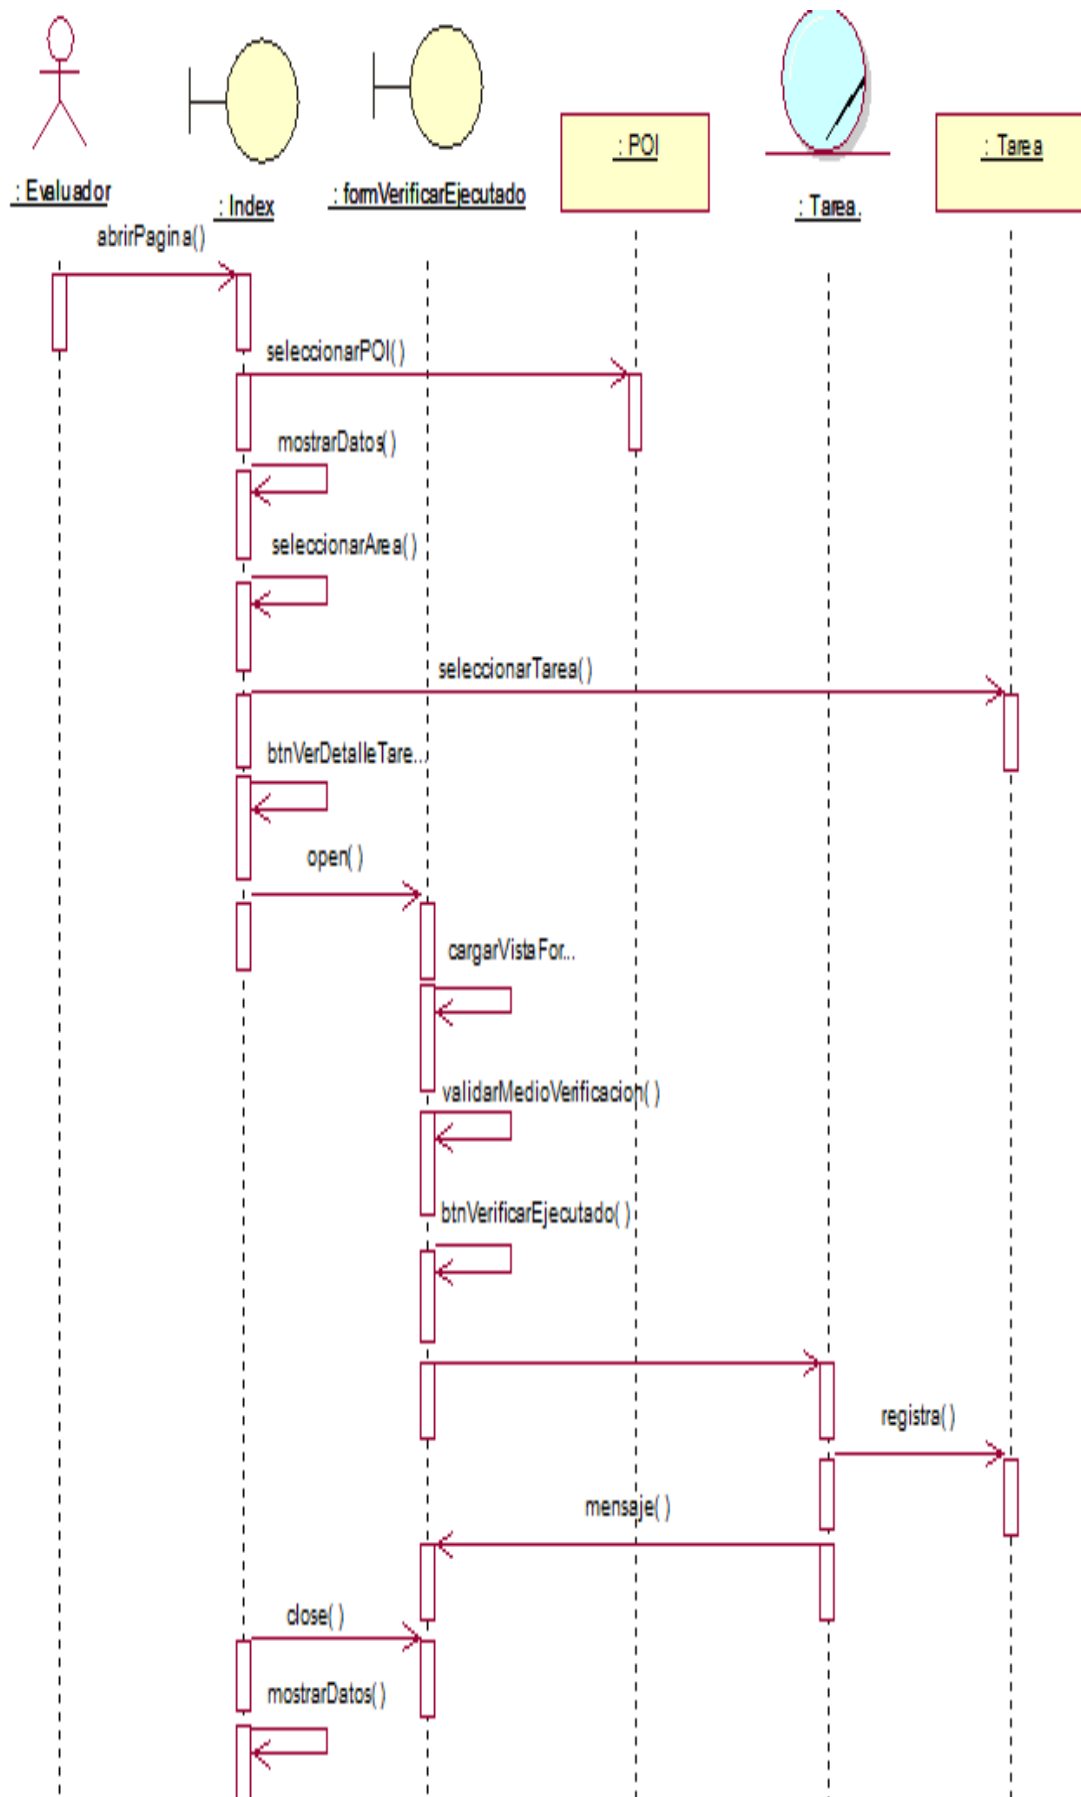 : Evaluador
: Index
: formVerificarEjecutado
: POI
: Tarea.
: Tarea
abrirPagina()
seleccionarPOI()
mostrarDatos()
seleccionarArea()
seleccionarTarea()
btnVerDetalleTare...
open()
cargarVistaFor...
validarMedioVerificacion()
btnVerificarEjecutado()
registra()
mensaje()
close()
mostrarDatos()